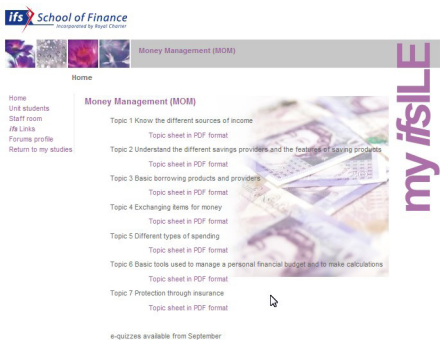 ifs School of Finance
Incorporated by Royal Charter
Money Management (MOM)
Home
Home
Unit students
Staff room
ifs Links
Forums profile
Return to my studies
Money Management (MOM)
Topic 1 Know the different sources of income
Topic sheet in PDF format
Topic 2 Understand the different savings providers and the features of saving products
Topic sheet in PDF format
Topic 3 Basic borrowing products and providers
Topic sheet in PDF format
Topic 4 Exchanging items for money
Topic sheet in PDF format
Topic 5 Different types of spending
Topic sheet in PDF format
Topic 6 Basic tools used to manage a personal financial budget and to make calculations
Topic sheet in PDF format
Topic 7 Protection through insurance
Topic sheet in PDF format
e-quizzes available from September
my ifsILE